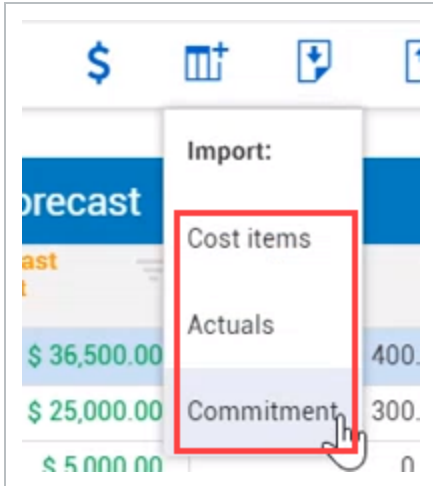 $
Import:
orecast
Cost items
ast
t
Actuals
$ 36,500.00
400.
$ 25,000.00
Commitment
300.
$ 5,000.00
0